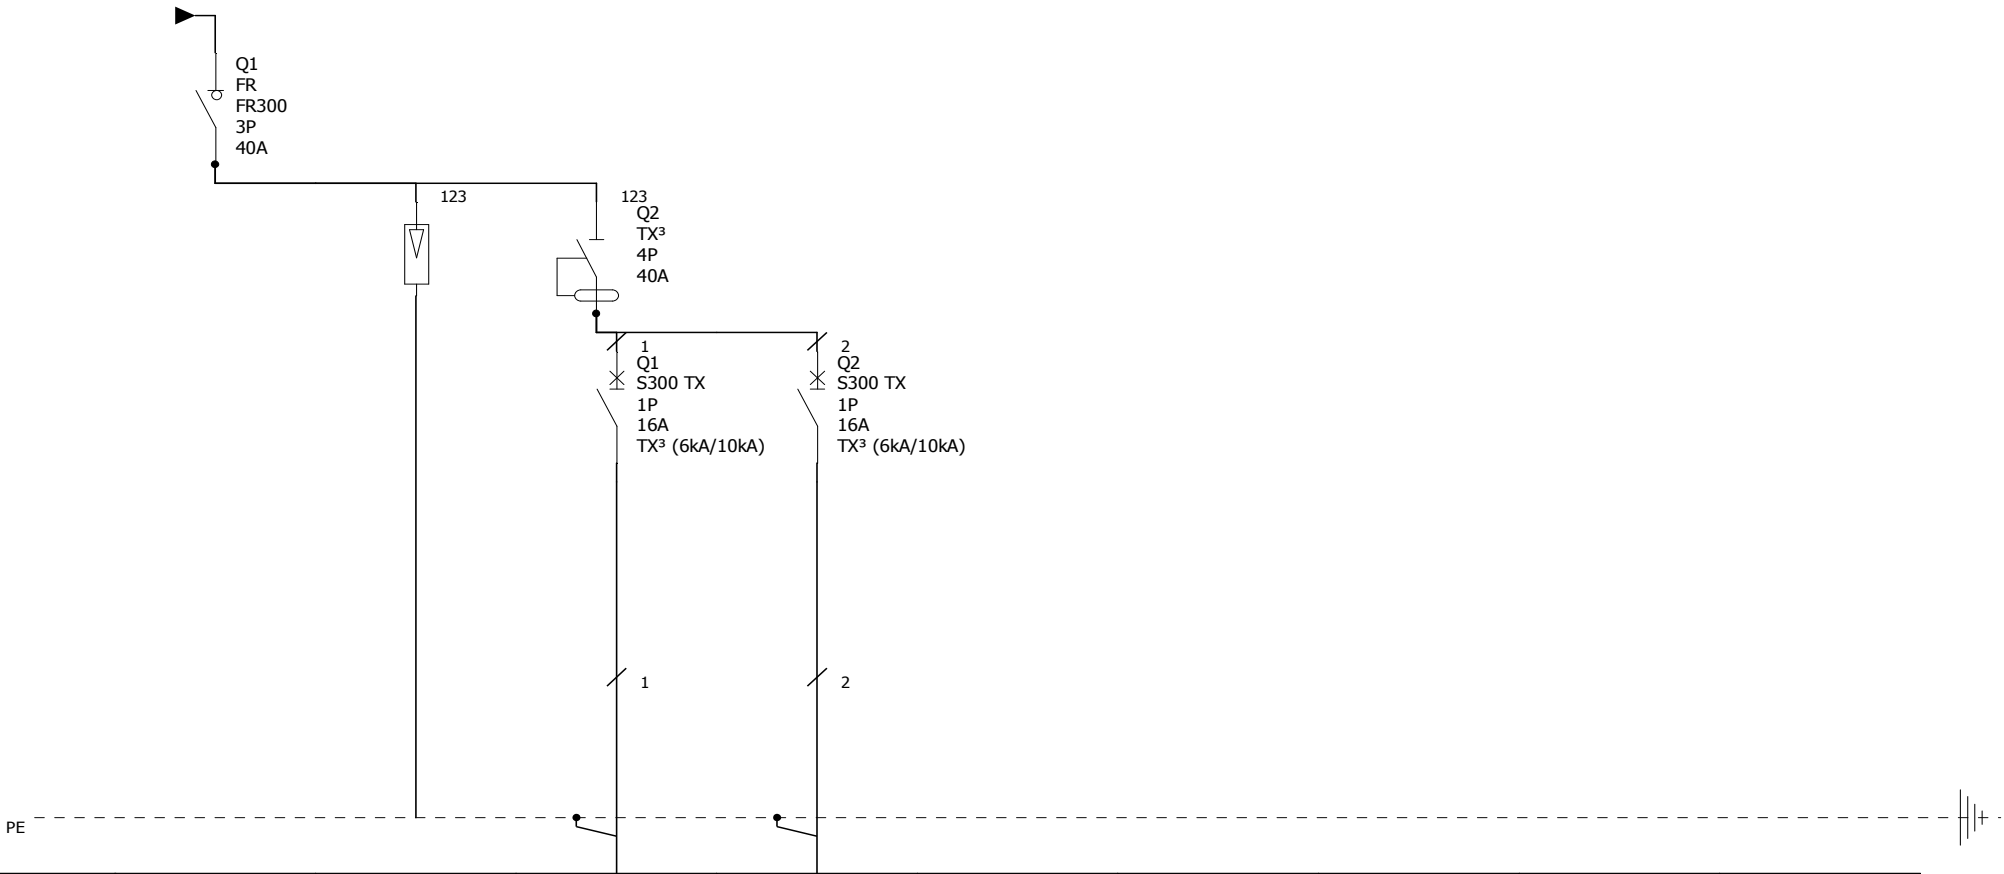 Q1
FR
FR300
3P
40A
123
123
Q2
TX³
4P
40A
1
Q1
S300 TX
1P
16A
TX³ (6kA/10kA)
2
Q2
S300 TX
1P
16A
TX³ (6kA/10kA)
1
2
PE